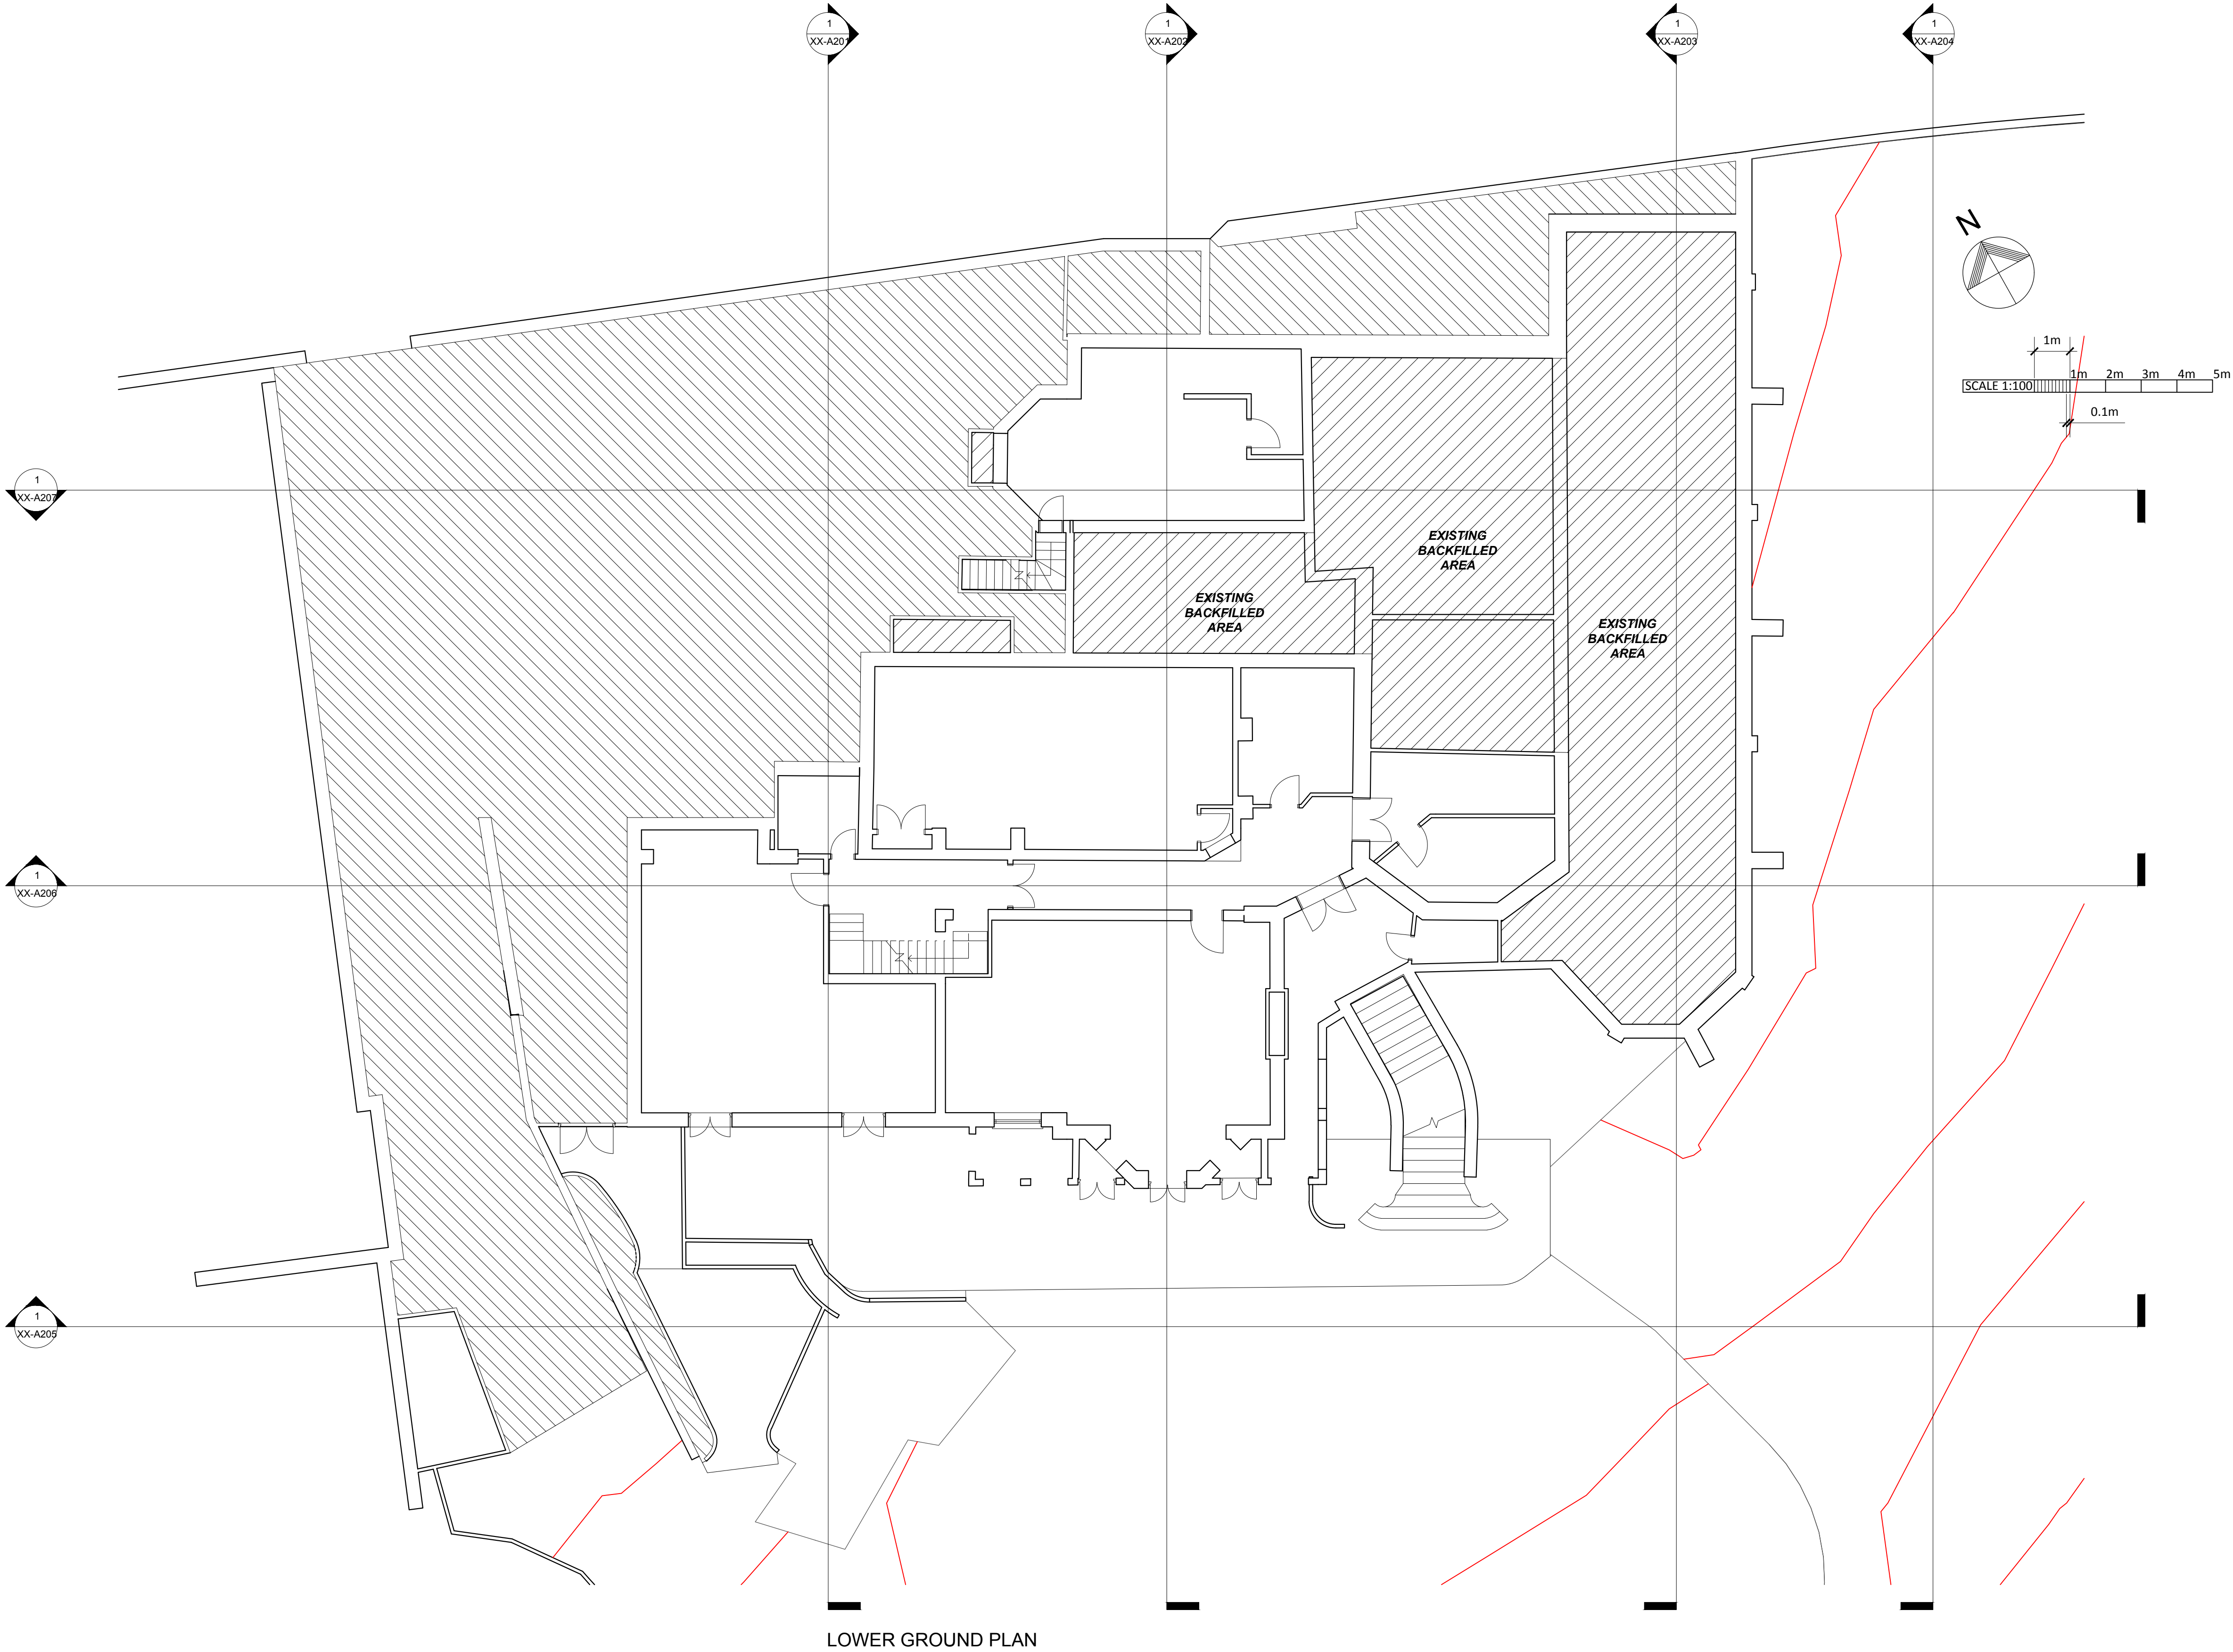 1
XX-A201
1
XX-A202
1
XX-A203
1
XX-A204
N
1m
1m 2m 3m 4m 5m
SCALE 1:100
0.1m
1
XX-A207
EXISTING
BACKFILLED
AREA
EXISTING
BACKFILLED
AREA
EXISTING
BACKFILLED
AREA
1
XX-A206
1
XX-A205
LOWER GROUND PLAN